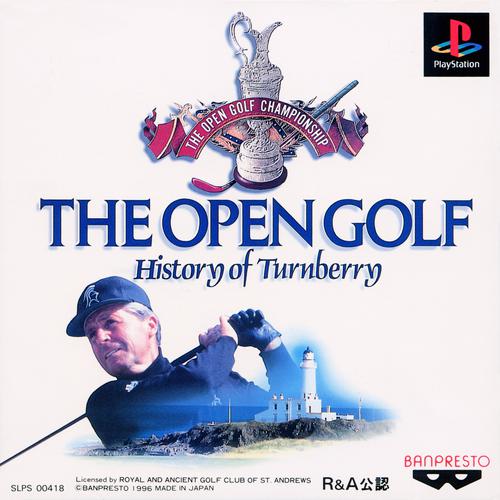 PlayStation
THE OPEN GOLF CHAMPIONSHIP
THE OPEN GOLF
History of Turnberry
BANPRESTO
Licensed by ROYAL AND ANCIENT GOLF CLUB OF ST. ANDREWS
SLPS 00418 ©BANPRESTO 1996 MADE IN JAPAN
R&A公認